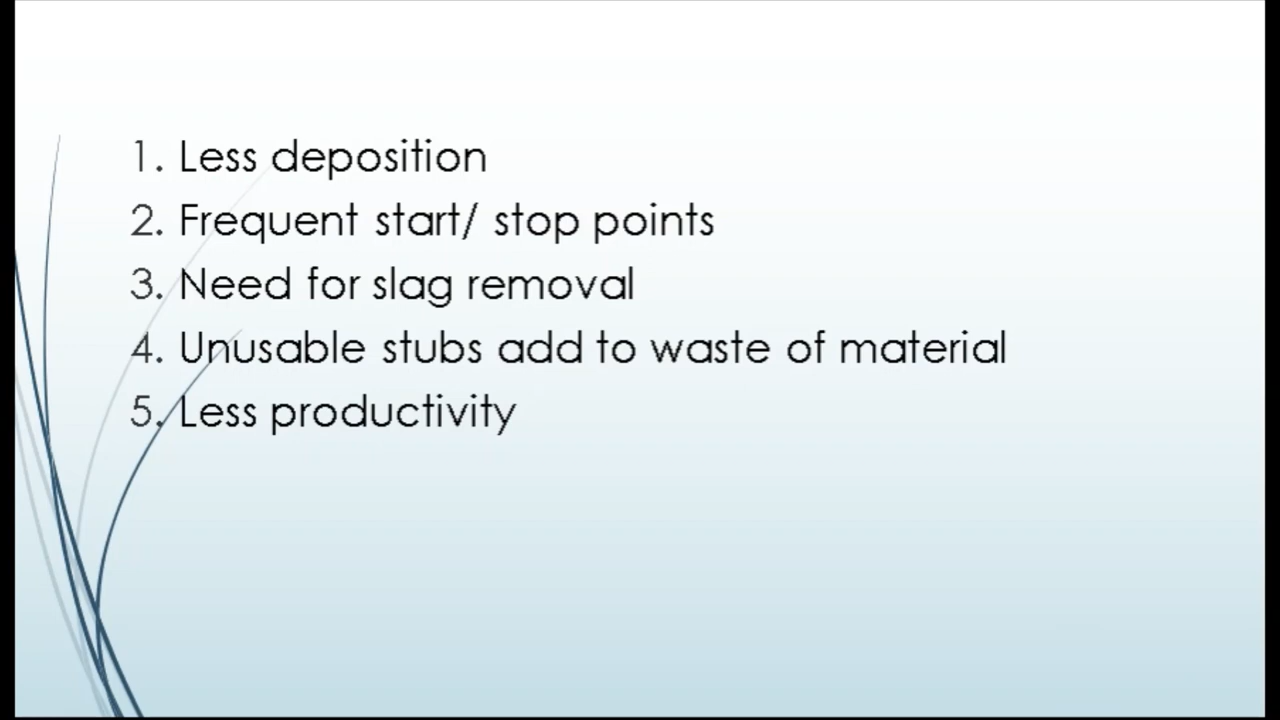 1. Less deposition
2. Frequent start/ stop points
3. Need for slag removal
4. Unusable stubs add to waste of material
5. Less productivity